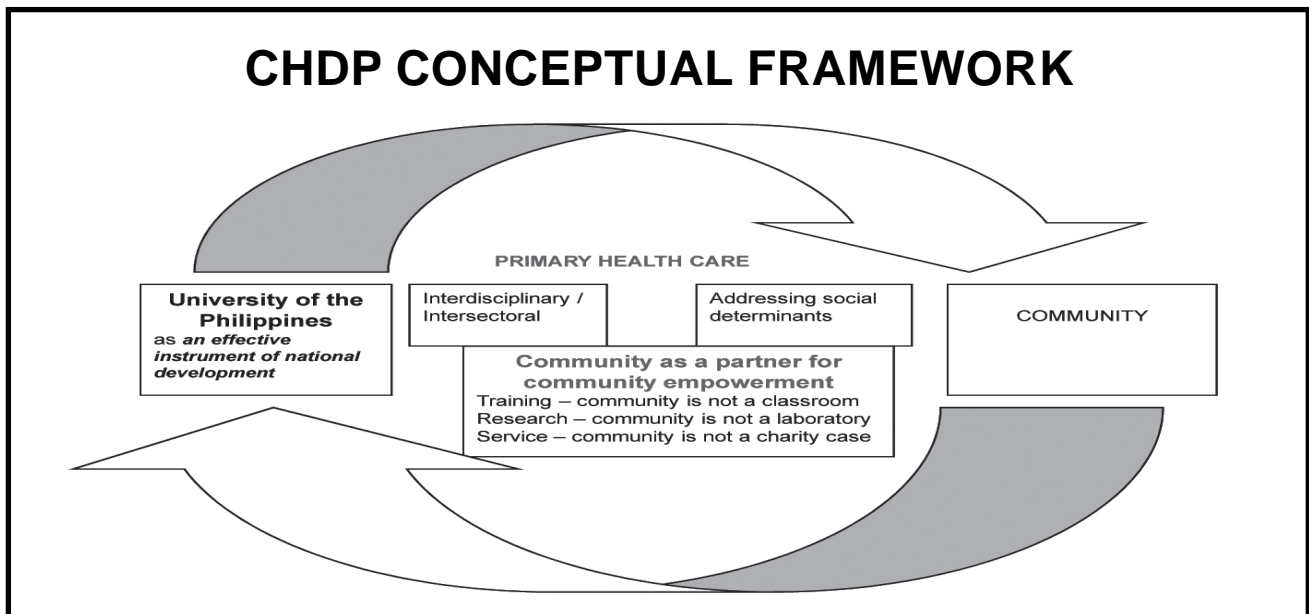 CHDP CONCEPTUAL FRAMEWORK
PRIMARY HEALTH CARE
University of the
Philippines
as an effective
instrument of national
development
Interdisciplinary /
Intersectoral
Addressing social
determinants
COMMUNITY
Community as a partner for
community empowerment
Training – community is not a classroom
Research – community is not a laboratory
Service – community is not a charity case